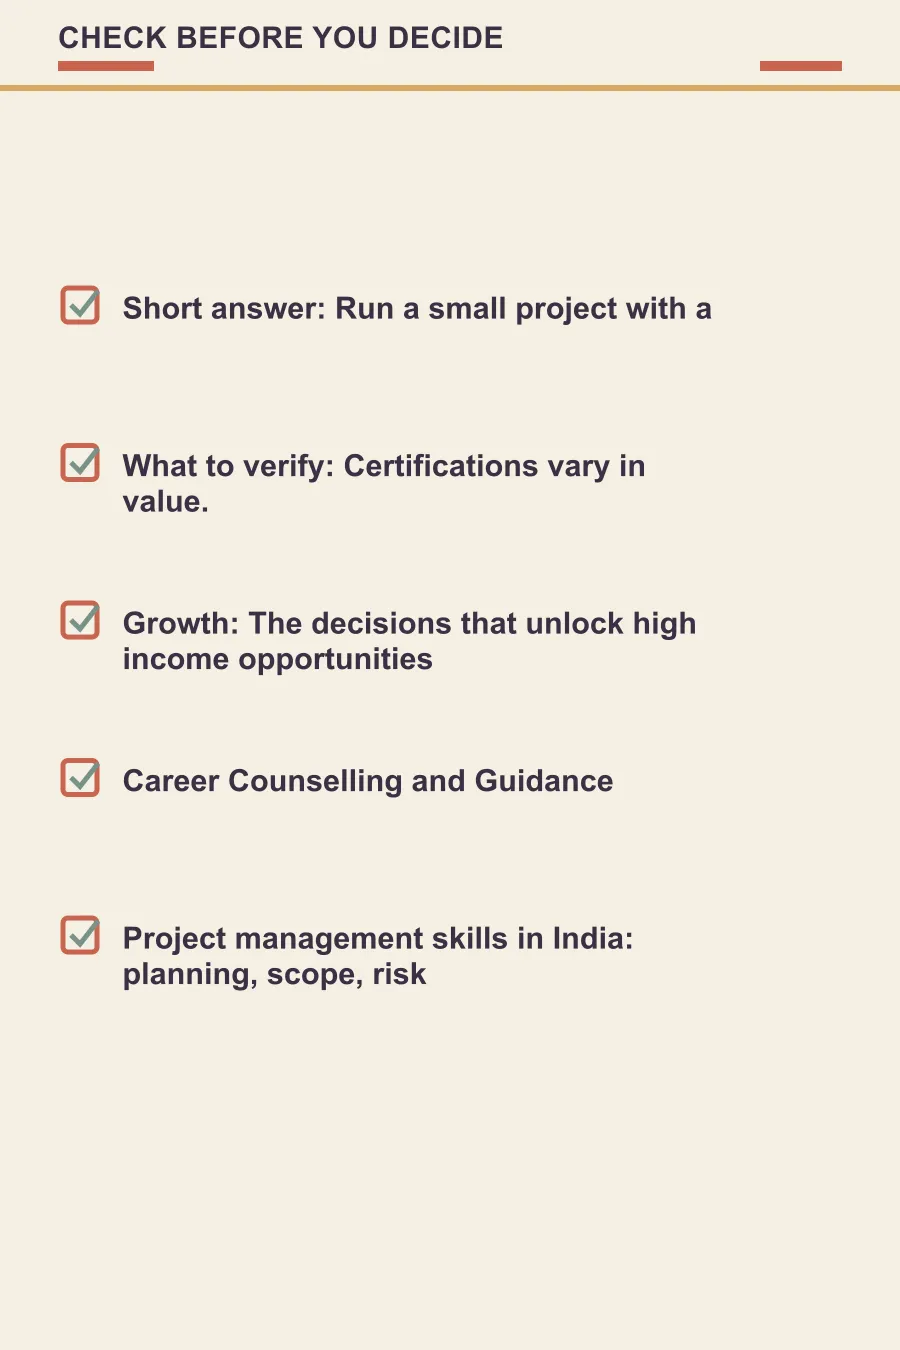 CHECK BEFORE YOU DECIDE
Short answer: Run a small project with a
What to verify: Certifications vary in
value.
Growth: The decisions that unlock high
income opportunities
Career Counselling and Guidance
Project management skills in India:
planning, scope, risk